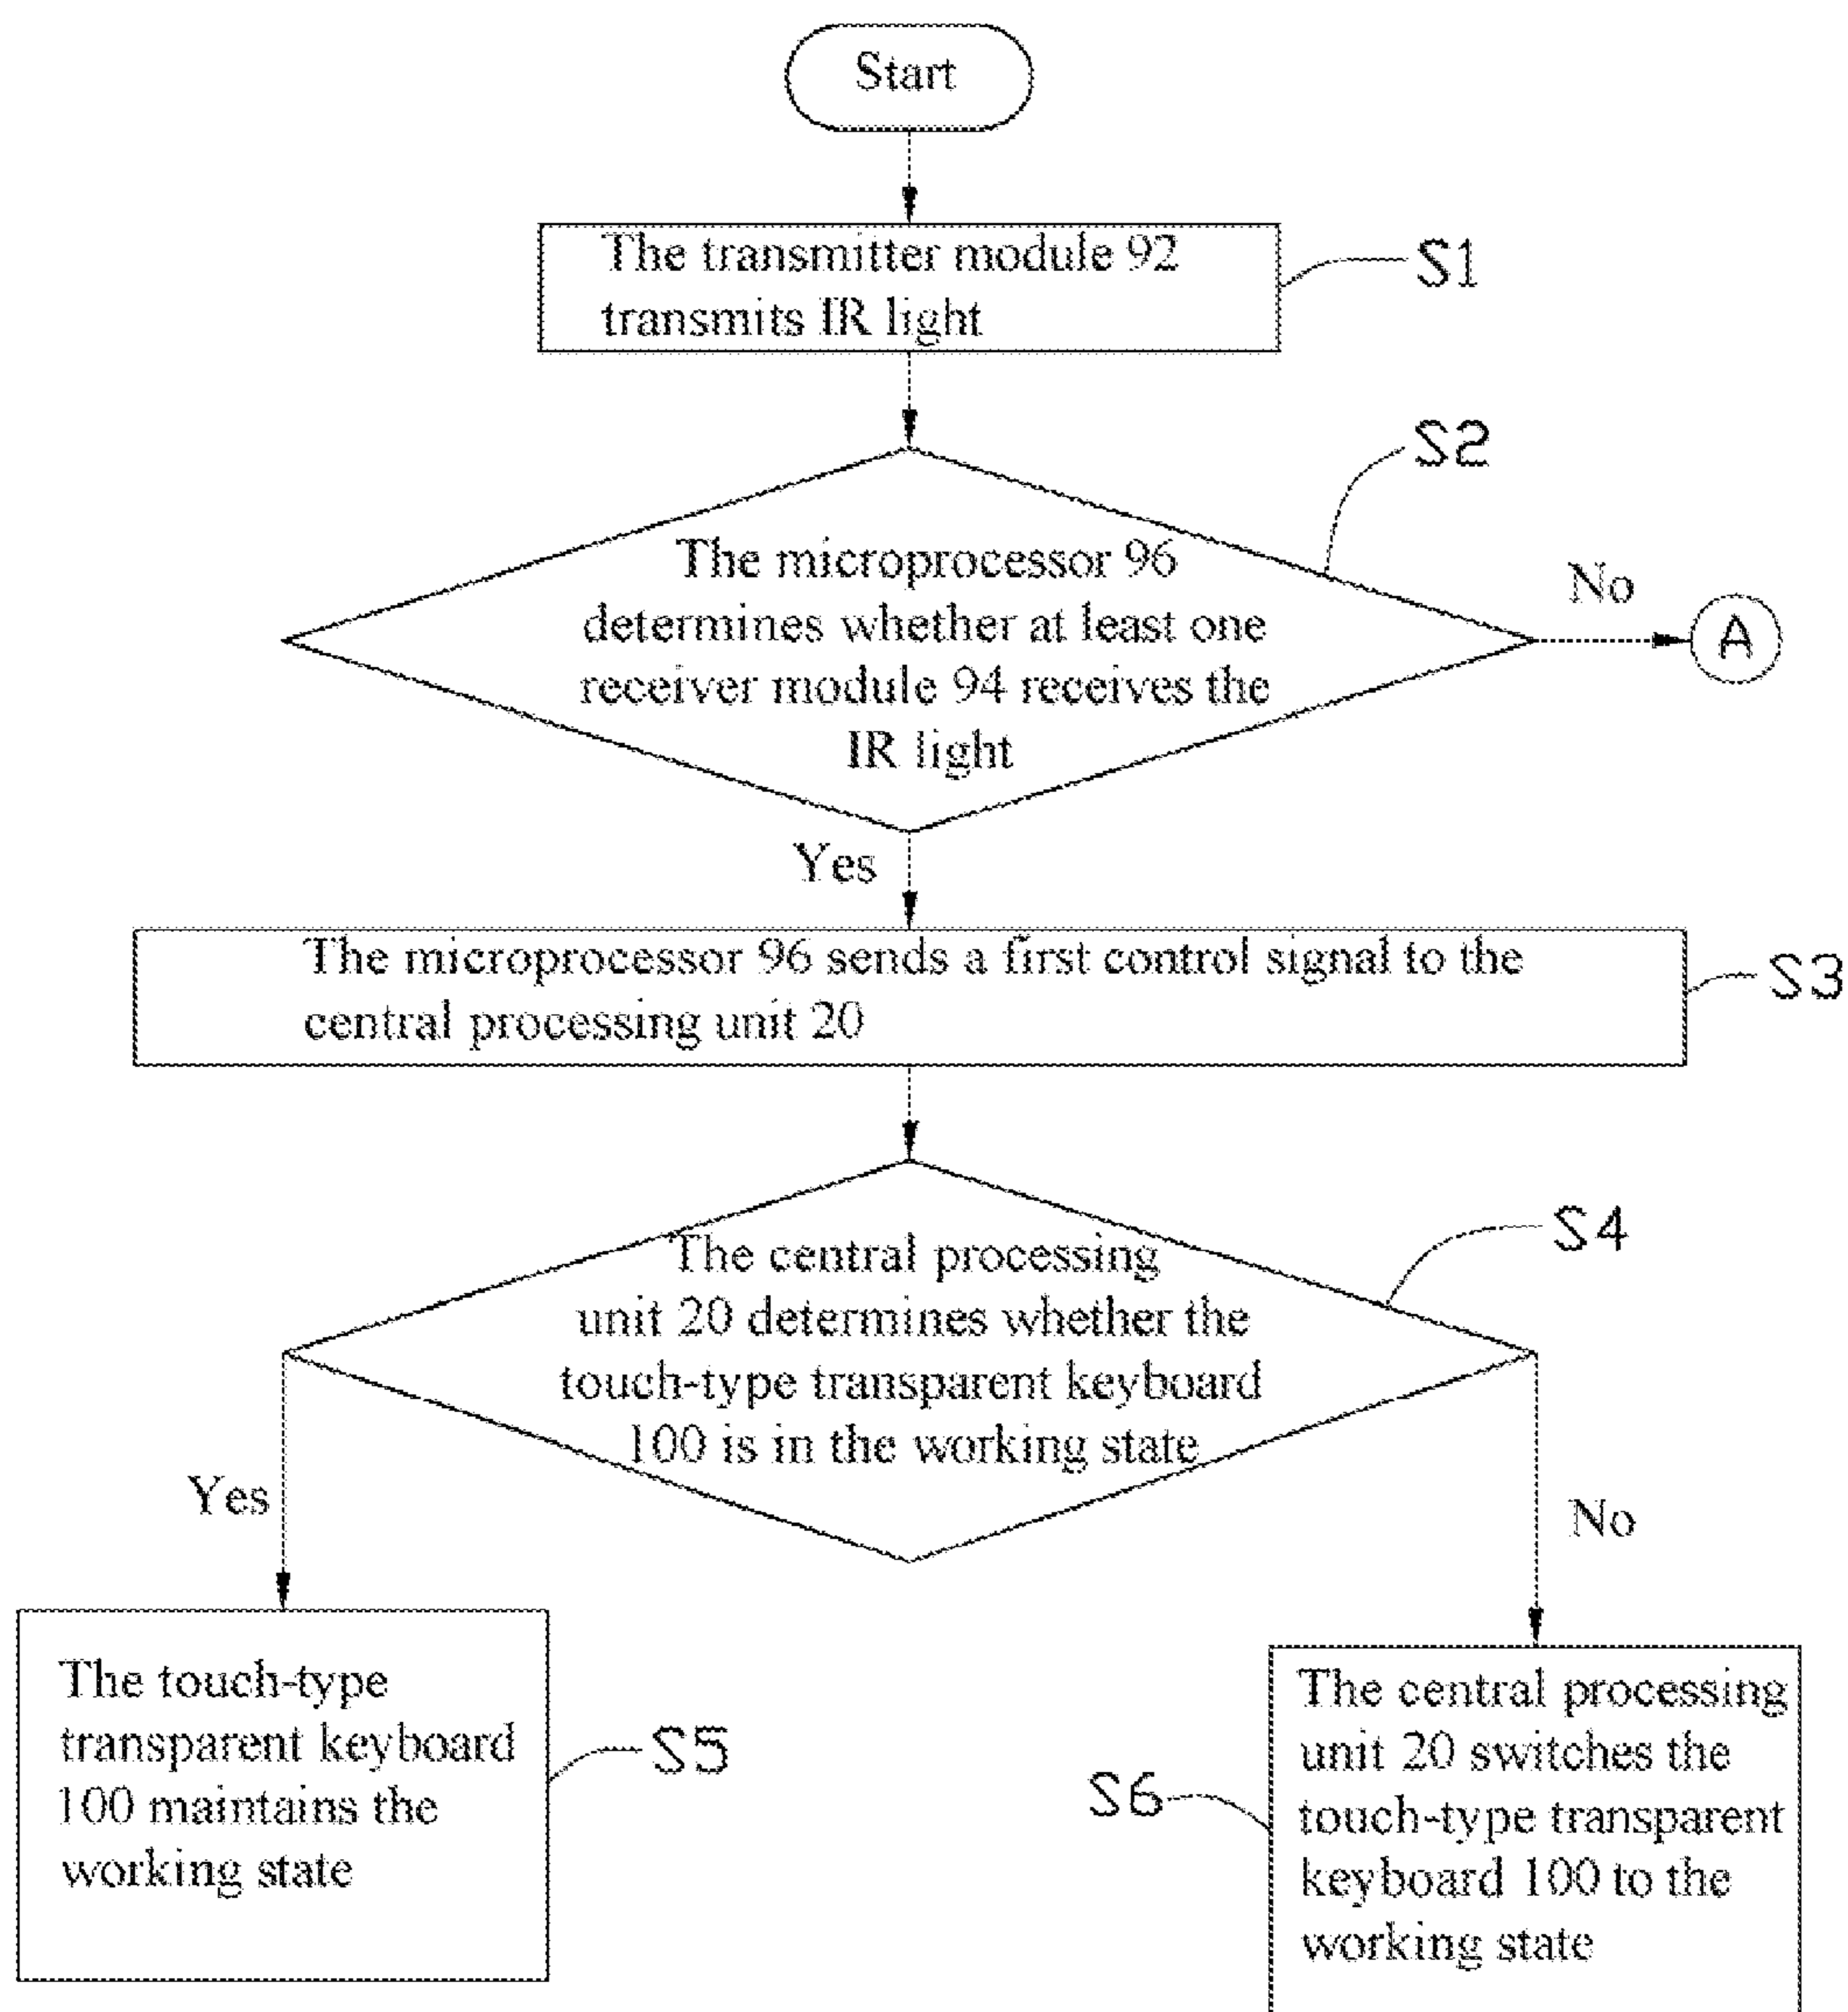 Start
The transmitter module 92
transmits IR light
S1
S2
The microprocessor 96
determines whether at least one
receiver module 94 receives the
IR light
No
A
Yes
The microprocessor 96 sends a first control signal to the
central processing unit 20
S3
S4
The central processing
unit 20 determines whether the
touch-type transparent keyboard
100 is in the working state
Yes
No
The touch-type
transparent keyboard
100 maintains the
working state
S5
S6
The central processing
unit 20 switches the
touch-type transparent
keyboard 100 to the
working state